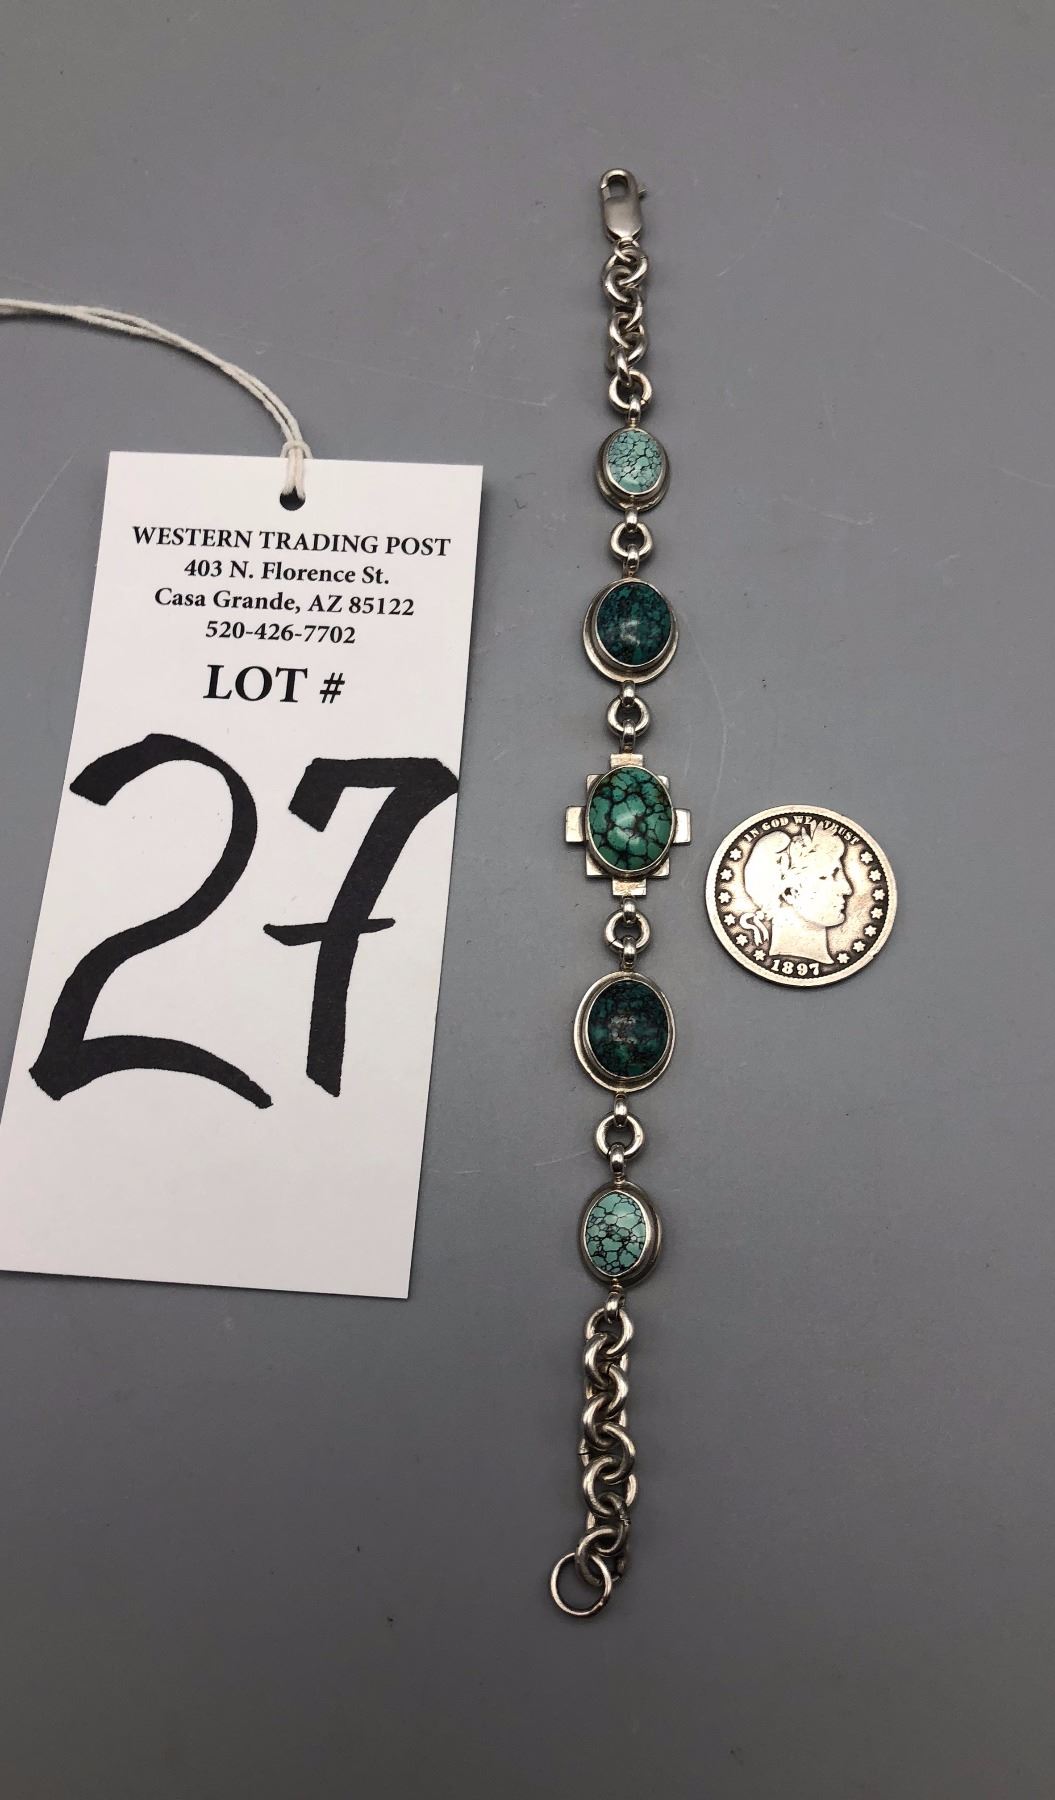 WESTERN TRADING POST
403 N. Florence St.
Casa Grande, AZ 85122
520-426-7702
LOT #
27
IN GOD WE TRUST
1897